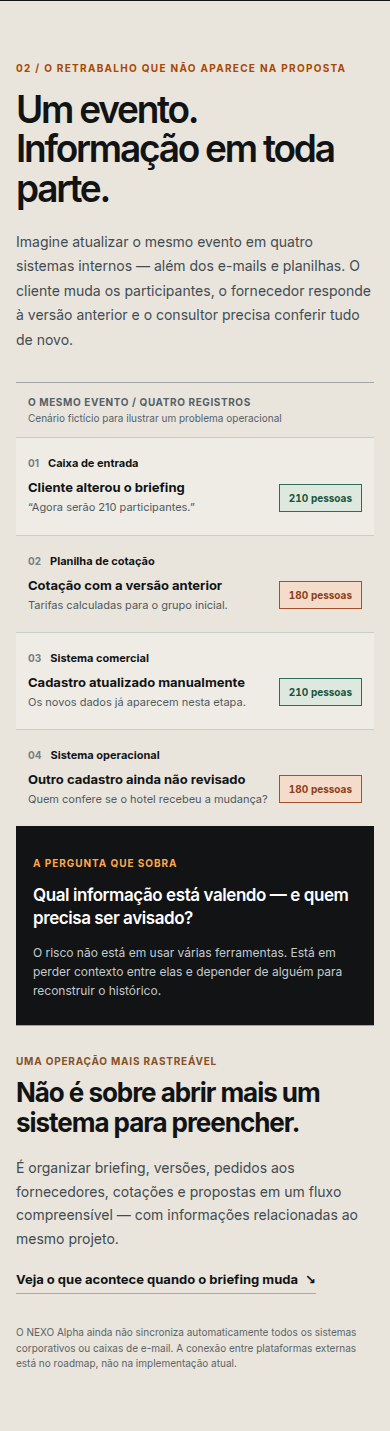 02 / O RETRABALHO QUE NÃO APARECE NA PROPOSTA
Um evento.
Informação em toda
parte.
Imagine atualizar o mesmo evento em quatro
sistemas internos — além dos e-mails e planilhas. O
cliente muda os participantes, o fornecedor responde
à versão anterior e o consultor precisa conferir tudo
de novo.
O MESMO EVENTO / QUATRO REGISTROS
Cenário fictício para ilustrar um problema operacional
01 Caixa de entrada
Cliente alterou o briefing
“Agora serão 210 participantes.”
210 pessoas
02 Planilha de cotação
Cotação com a versão anterior
Tarifas calculadas para o grupo inicial.
180 pessoas
03 Sistema comercial
Cadastro atualizado manualmente
Os novos dados já aparecem nesta etapa.
210 pessoas
04 Sistema operacional
Outro cadastro ainda não revisado
Quem confere se o hotel recebeu a mudança?
180 pessoas
A PERGUNTA QUE SOBRA
Qual informação está valendo — e quem
precisa ser avisado?
O risco não está em usar várias ferramentas. Está em
perder contexto entre elas e depender de alguém para
reconstruir o histórico.
UMA OPERAÇÃO MAIS RASTREÁVEL
Não é sobre abrir mais um
sistema para preencher.
É organizar briefing, versões, pedidos aos
fornecedores, cotações e propostas em um fluxo
compreensível — com informações relacionadas ao
mesmo projeto.
Veja o que acontece quando o briefing muda ↘
O NEXO Alpha ainda não sincroniza automaticamente todos os sistemas
corporativos ou caixas de e-mail. A conexão entre plataformas externas
está no roadmap, não na implementação atual.